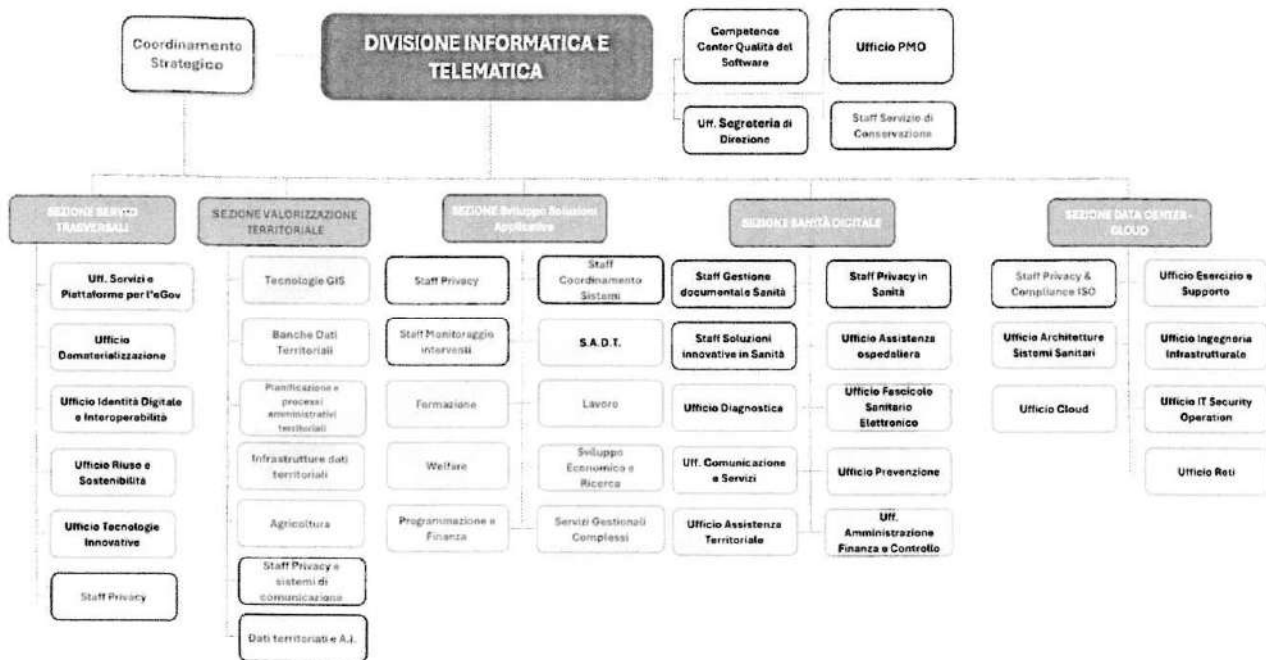 Coordinamento
Strategico
DIVISIONE INFORMATICA E
TELEMATICA
Competence
Center Qualità del
Software
Ufficio PMO
Uff. Segreteria di
Direzione
Staff Servizio di
Conservazione
SEZIONE SERVIZI
TRASVERSALI
Uff. Servizi e
Piattaforme per l'eGov
Ufficio
Dematerializzazione
Ufficio Identità Digitale
e Interoperabilità
Ufficio Riuso e
Sostenibilità
Ufficio Tecnologie
Innovative
Staff Privacy
SEZIONE VALORIZZAZIONE
TERRITORIALE
Tecnologie GIS
Banche Dati
Territoriali
Pianificazione e
processi
amministrativi
territoriali
Infrastrutture dati
territoriali
Agricoltura
Staff Privacy e
sistemi di
comunicazione
Dati territoriali e A.I.
SEZIONE Sviluppo Soluzioni
Applicative
Staff Privacy
Staff Monitoraggio
interventi
Formazione
Welfare
Programmazione e
Finanza
Staff
Coordinamento
Sistemi
S.A.D.T.
Lavoro
Sviluppo
Economico e
Ricerca
Servizi Gestionali
Complessi
SEZIONE SANITÀ DIGITALE
Staff Gestione
documentale Sanità
Staff Soluzioni
innovative in Sanità
Ufficio Diagnostica
Uff. Comunicazione
e Servizi
Ufficio Assistenza
Territoriale
Staff Privacy in
Sanità
Ufficio Assistenza
ospedaliera
Ufficio Fascicolo
Sanitario
Elettronico
Ufficio Prevenzione
Uff.
Amministrazione
Finanza e Controllo
SEZIONE DATA CENTER -
CLOUD
Staff Privacy &
Compliance ISO
Ufficio Architetture
Sistemi Sanitari
Ufficio Cloud
Ufficio Esercizio e
Supporto
Ufficio Ingegneria
Infrastrutturale
Ufficio IT Security
Operation
Ufficio Reti